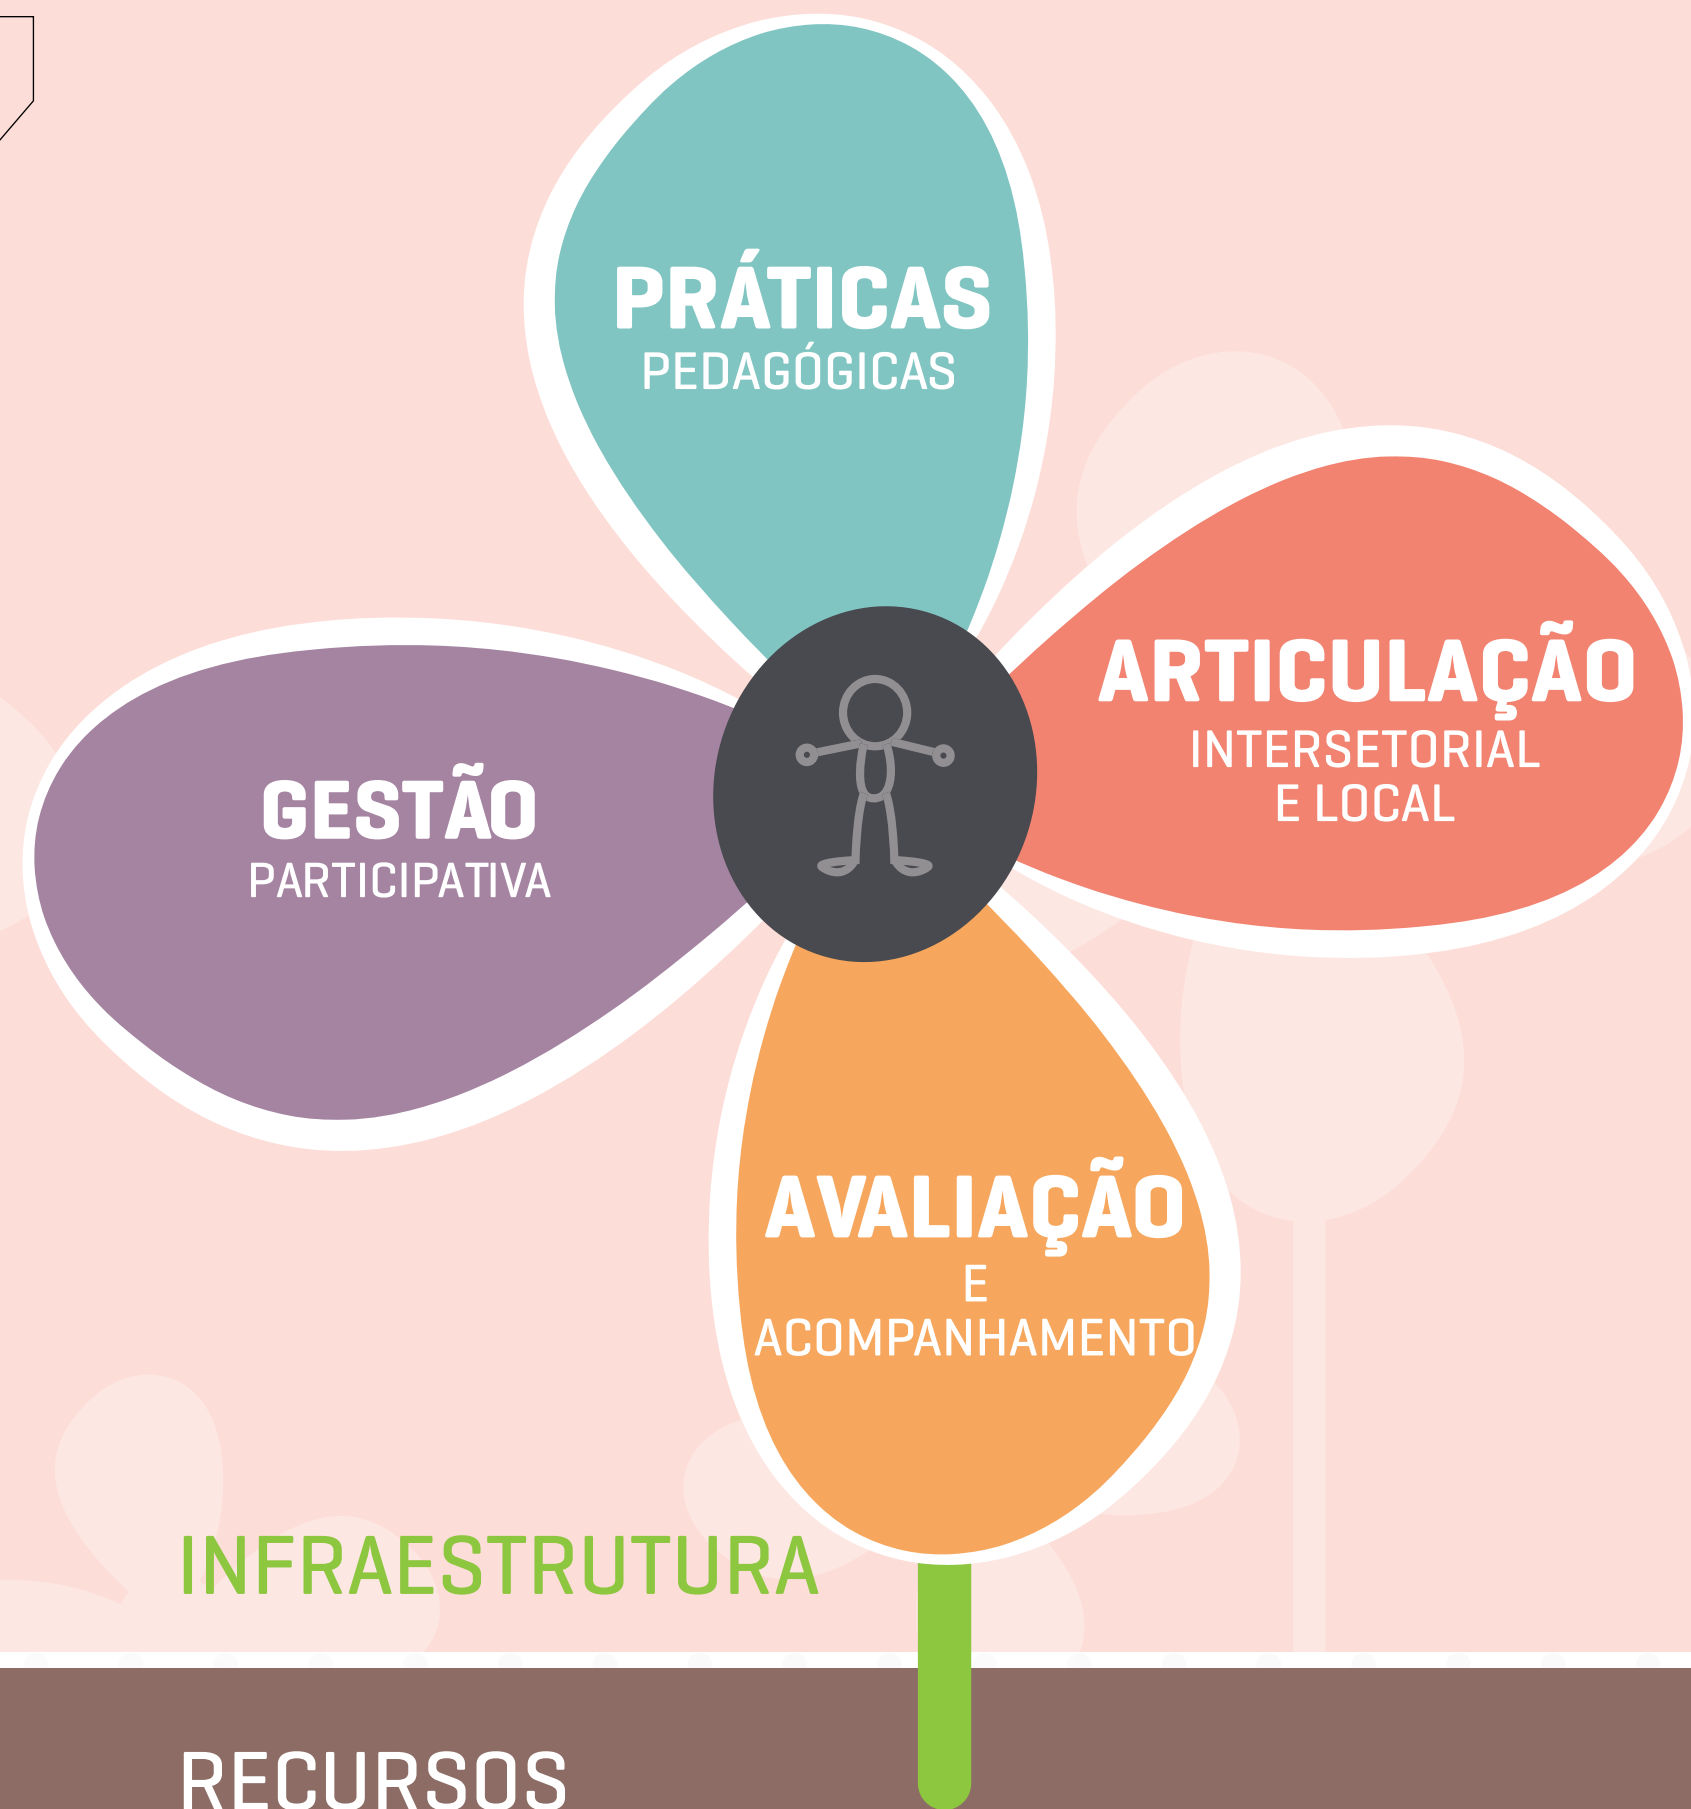 PRÁTICAS
PEDAGÓGICAS
ARTICULAÇÃO
INTERSETORIAL
E LOCAL
GESTÃO
PARTICIPATIVA
AVALIAÇÃO
E
ACOMPANHAMENTO
INFRAESTRUTURA
RECURSOS